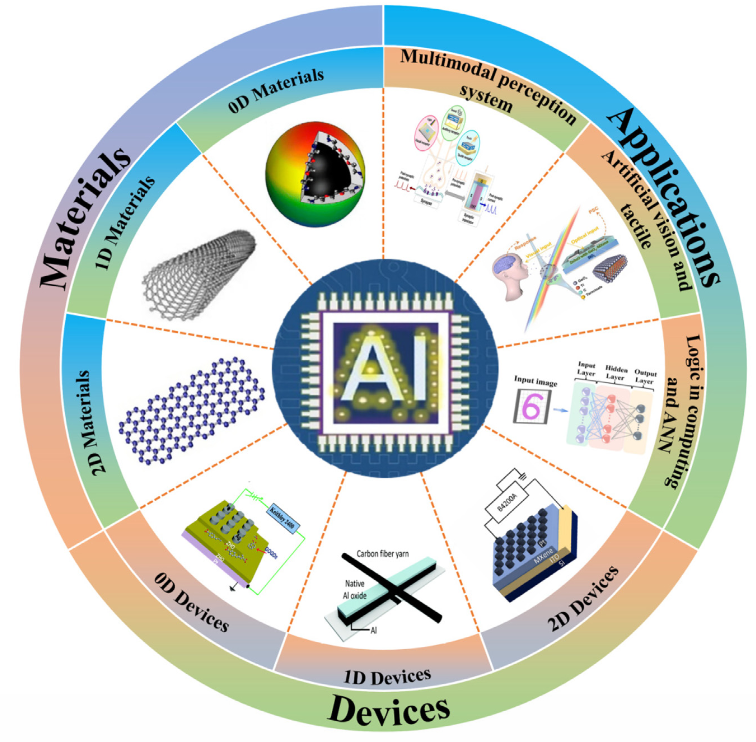 Materials
Applications
Devices
0D Materials
1D Materials
2D Materials
Multimodal perception
system
Artificial vision and
tactile
Logic in computing
and ANN
0D Devices
1D Devices
2D Devices
AI
Input image
6
Input
Layer
Hidden
Layer
Output
Layer
Keithley 2400
Carbon fiber yarn
Native
Al oxide
Al
B4200A
MXene
ITO
Si
Synapse